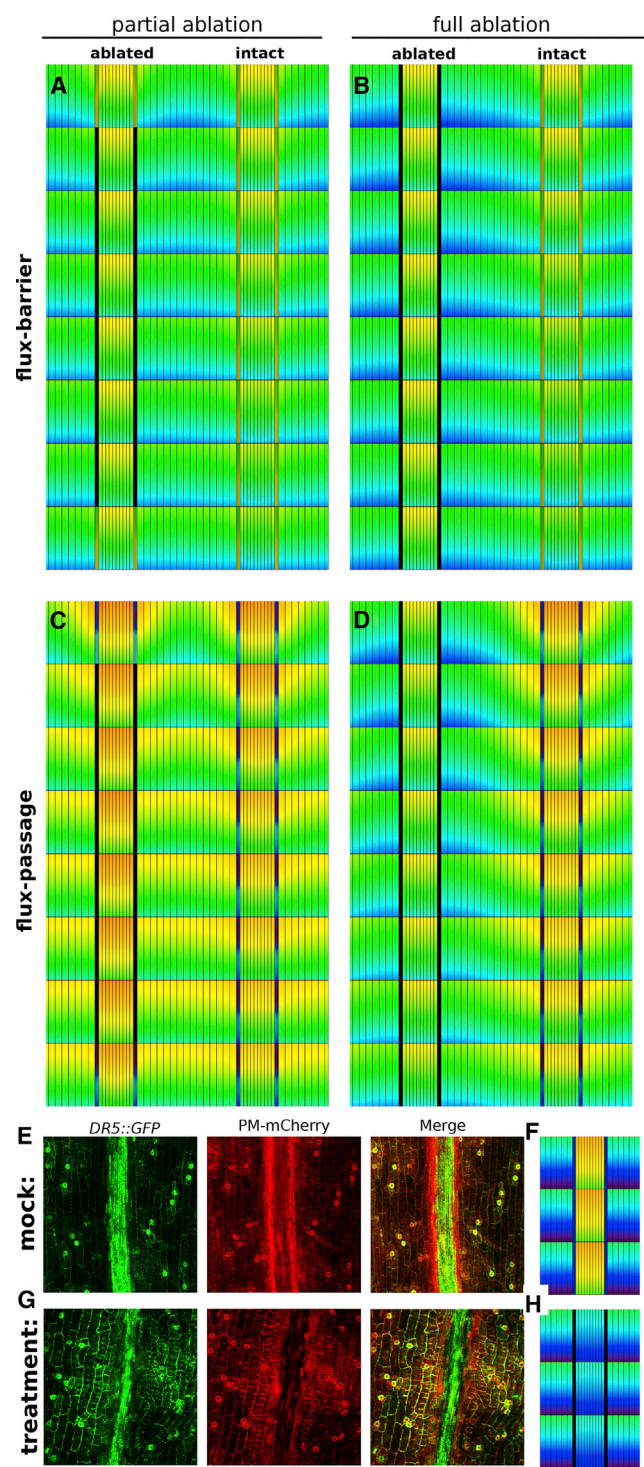 partial ablation
full ablation
ablated intact
ablated intact
A
B
flux-barrier
C
D
flux-passage
E DR5::GFP PM-mCherry Merge F
mock:
G
H
treatment: